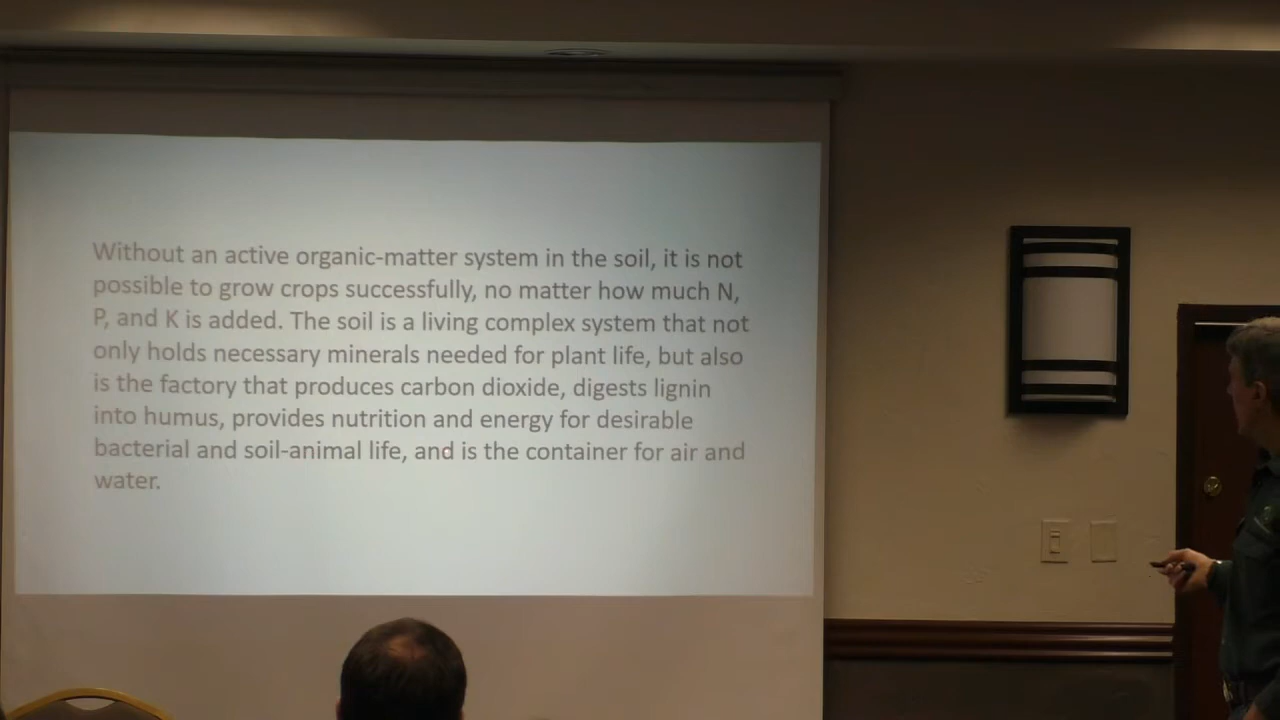 Without an active organic-matter system in the soil, it is not
possible to grow crops successfully, no matter how much N,
P, and K is added. The soil is a living complex system that not
only holds necessary minerals needed for plant life, but also
is the factory that produces carbon dioxide, digests lignin
into humus, provides nutrition and energy for desirable
bacterial and soil-animal life, and is the container for air and
water.